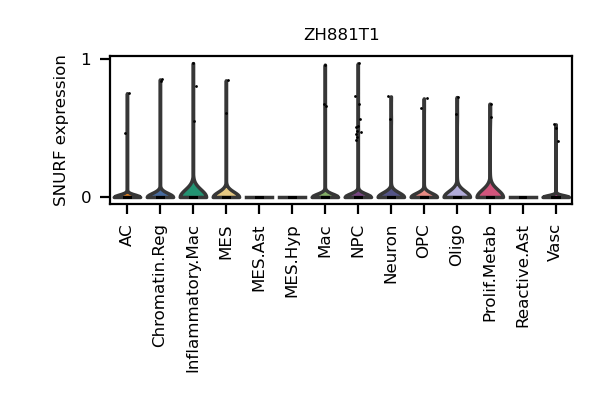 ZH881T1
SNURF expression
1
0
AC
Chromatin.Reg
Inflammatory.Mac
MES
MES.Ast
MES.Hyp
Mac
NPC
Neuron
OPC
Oligo
Prolif.Metab
Reactive.Ast
Vasc